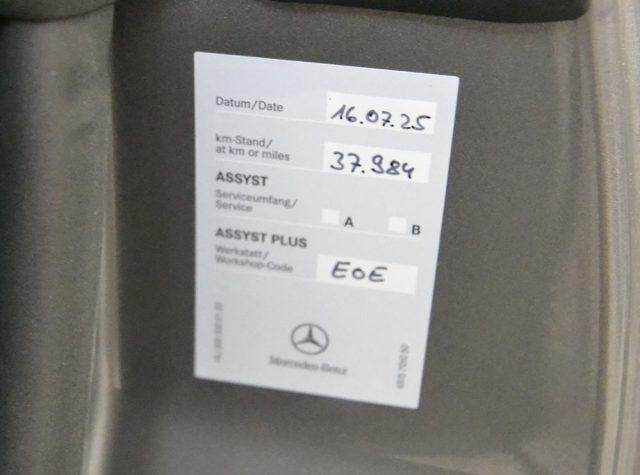 Datum/Date
16.07.25
km-Stand/
at km or miles
37.984
ASSYST
Serviceumfang/
Service
A
B
ASSYST PLUS
Werkstatt/
Workshop-Code
EOE
Mercedes-Benz